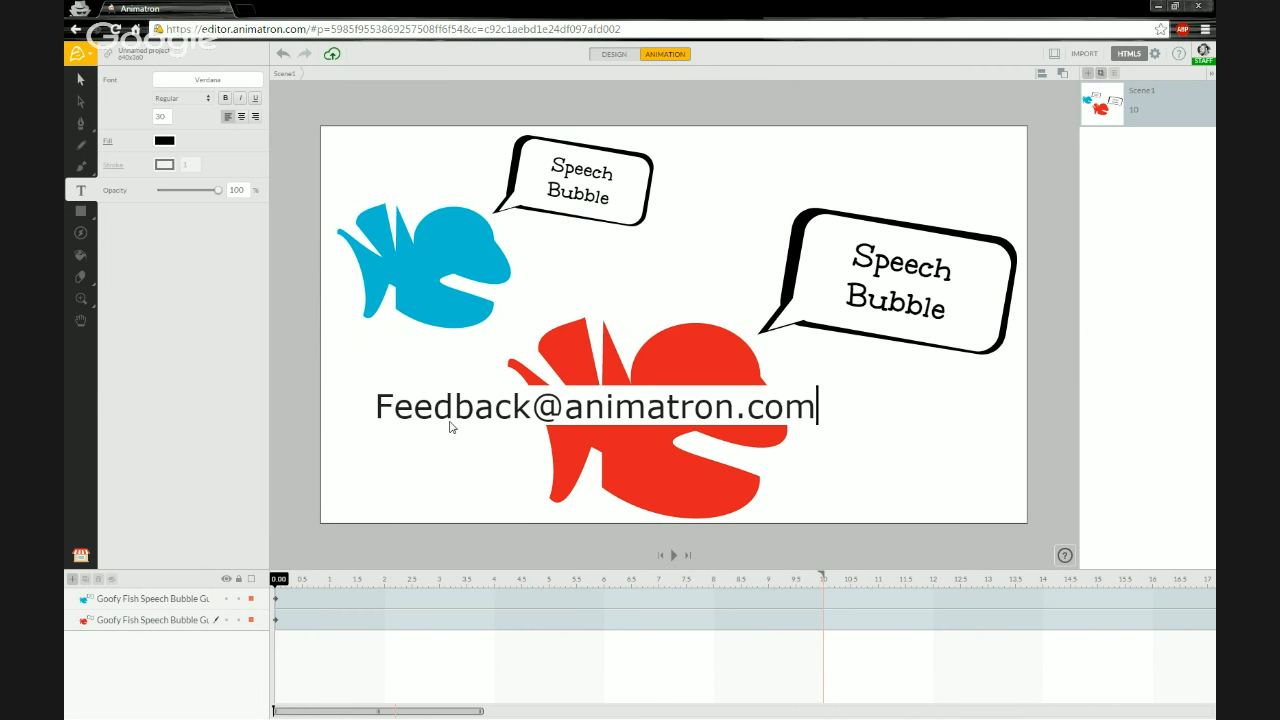 Animatron
https://editor.animatron.com/#p=5985f9553869257508ff6f54&c=c92c1aebd1e24df097afd002
Google
ABP
Unnamed project
640x360
DESIGN
ANIMATION
IMPORT
HTML5
STAFF
Font
Verdana
Scene1
Scene1
10
Regular
B I U
30
Fill
Stroke
1
Opacity
100
%
T
Speech
Bubble
Speech
Bubble
Feedback@animatron.com
0.00 0.5 1 1.5 2 2.5 3 3.5 4 4.5 5 5.5 6 6.5 7 7.5 8 8.5 9 9.5 10 10.5 11 11.5 12 12.5 13 13.5 14 14.5 15 15.5 16 16.5 17
Goofy Fish Speech Bubble Gu
Goofy Fish Speech Bubble Gu